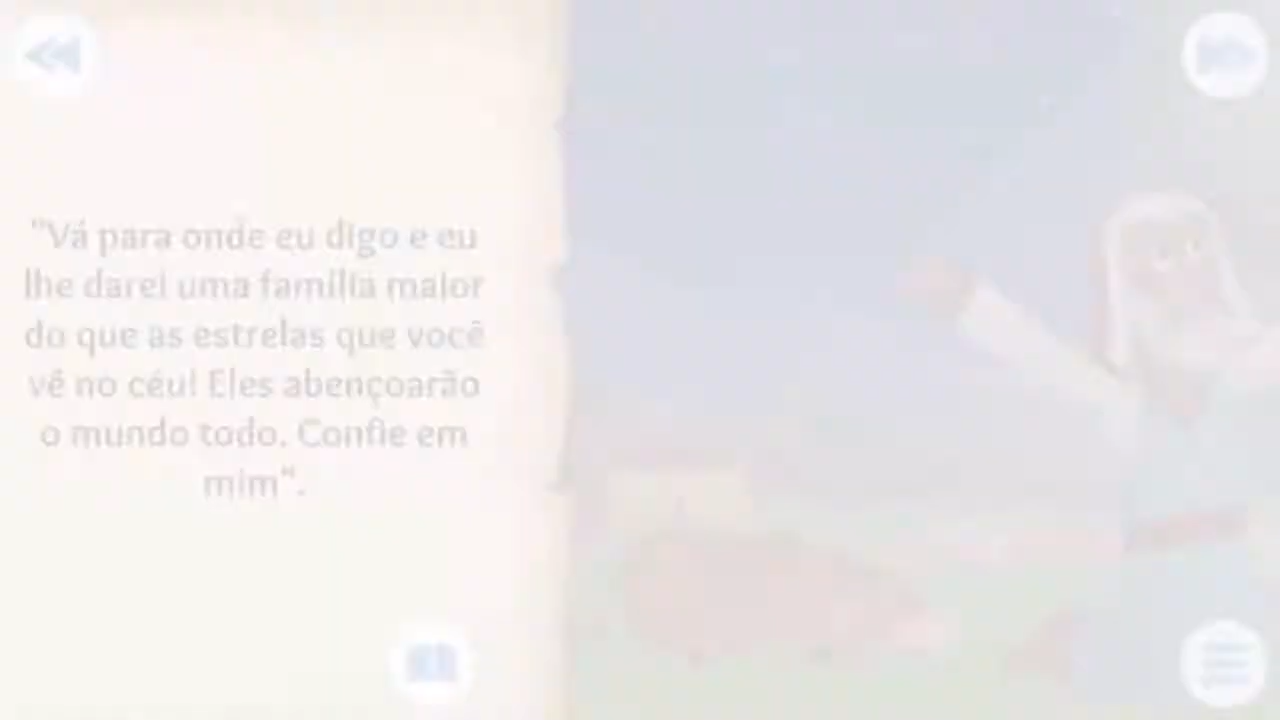 "Vá para onde eu digo e eu
lhe darei uma família maior
do que as estrelas que você
vê no céu! Eles abençoarão
o mundo todo. Confie em
mim".